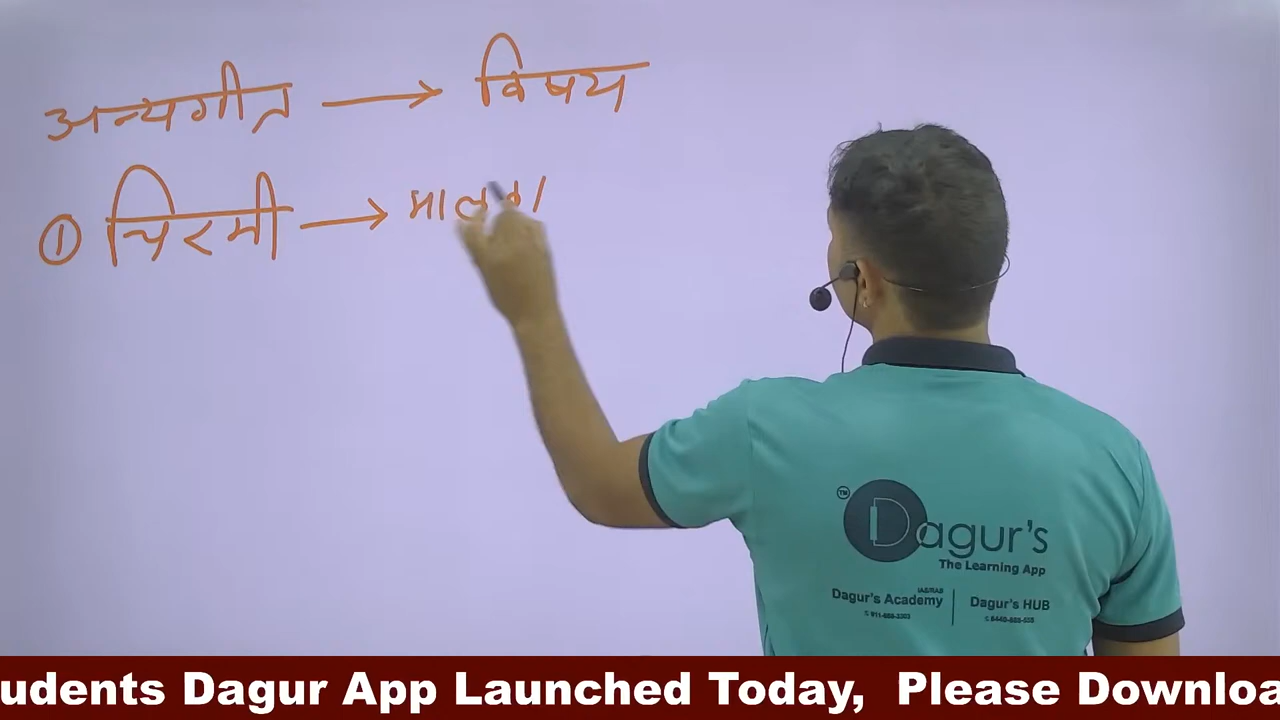 अन्यगीत → विषय
① चिरमी → मालवा
™ Dagur's
The Learning App
Dagur's Academy
Dagur's HUB
udents Dagur App Launched Today, Please Downloa